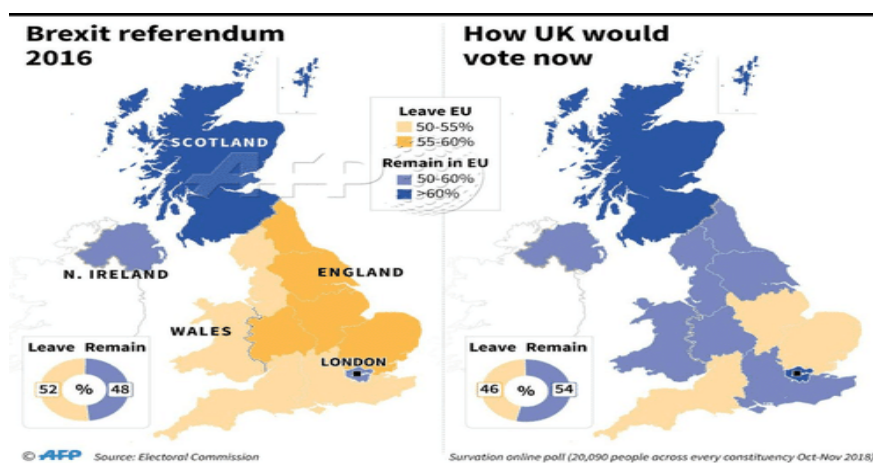 Brexit referendum
2016
How UK would
vote now
Leave EU
50-55%
55-60%
Remain in EU
50-60%
>60%
SCOTLAND
AFP
N. IRELAND
ENGLAND
WALES
LONDON
Leave Remain
52 % 48
Leave Remain
46 % 54
© AFP Source: Electoral Commission
Survation online poll (20,090 people across every constituency Oct-Nov 2018)